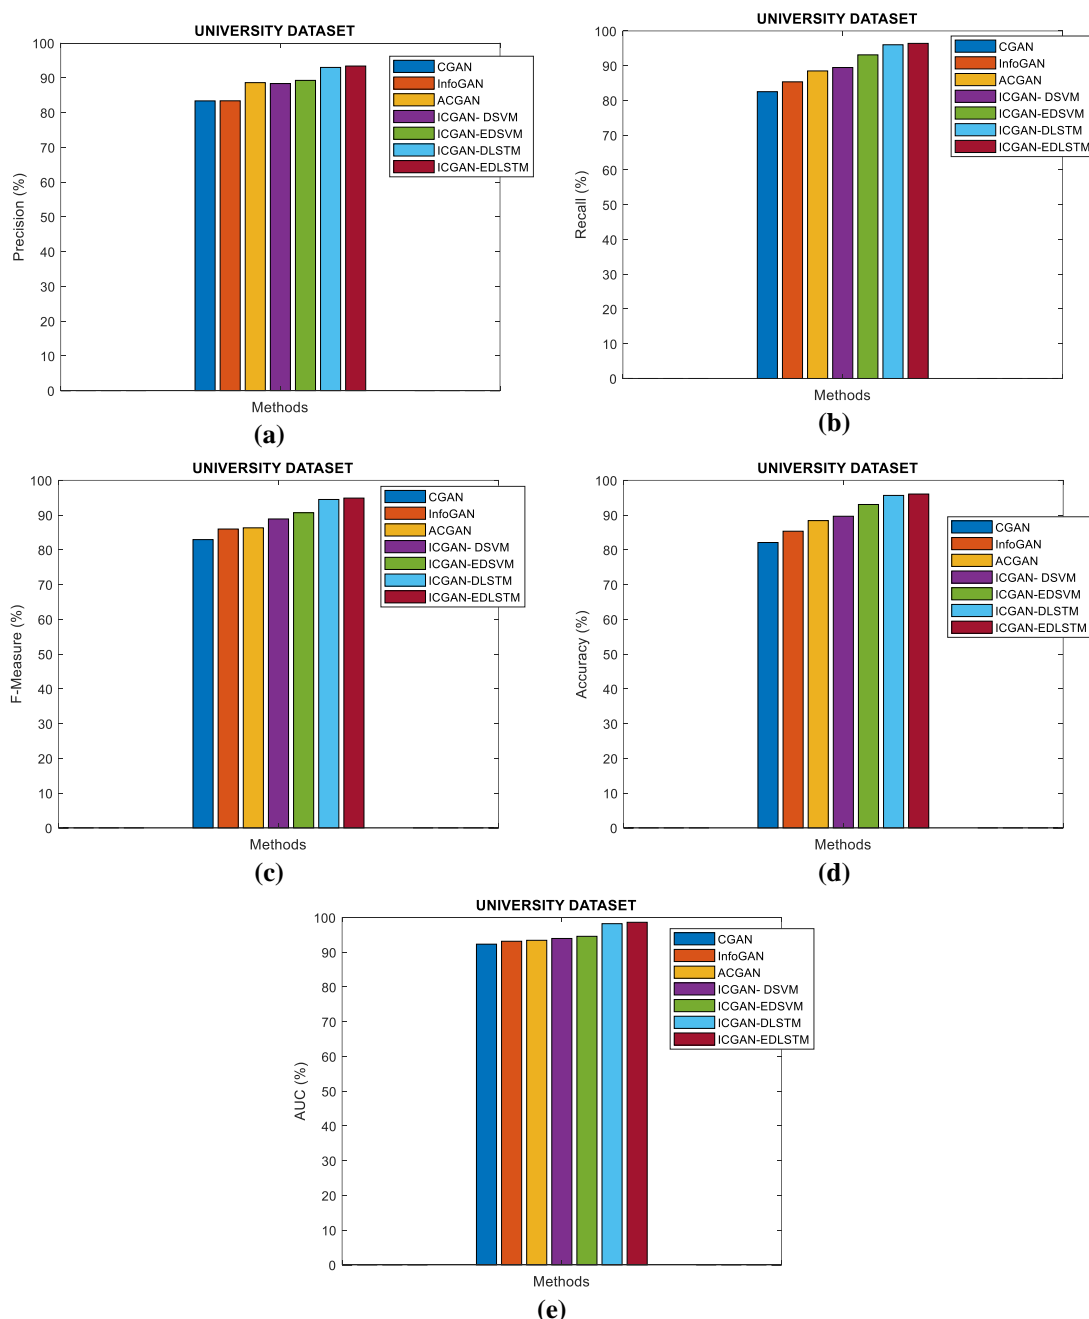 UNIVERSITY DATASET
100
90
80
70
60
50
40
30
20
10
0
Precision (%)
Methods
CGAN
InfoGAN
ACGAN
ICGAN- DSVM
ICGAN-EDSVM
ICGAN-DLSTM
ICGAN-EDLSTM
(a)
UNIVERSITY DATASET
100
90
80
70
60
50
40
30
20
10
0
Recall (%)
Methods
CGAN
InfoGAN
ACGAN
ICGAN- DSVM
ICGAN-EDSVM
ICGAN-DLSTM
ICGAN-EDLSTM
(b)
UNIVERSITY DATASET
100
90
80
70
60
50
40
30
20
10
0
F-Measure (%)
Methods
CGAN
InfoGAN
ACGAN
ICGAN- DSVM
ICGAN-EDSVM
ICGAN-DLSTM
ICGAN-EDLSTM
(c)
UNIVERSITY DATASET
100
90
80
70
60
50
40
30
20
10
0
Accuracy (%)
Methods
CGAN
InfoGAN
ACGAN
ICGAN- DSVM
ICGAN-EDSVM
ICGAN-DLSTM
ICGAN-EDLSTM
(d)
UNIVERSITY DATASET
100
90
80
70
60
50
40
30
20
10
0
AUC (%)
Methods
CGAN
InfoGAN
ACGAN
ICGAN- DSVM
ICGAN-EDSVM
ICGAN-DLSTM
ICGAN-EDLSTM
(e)